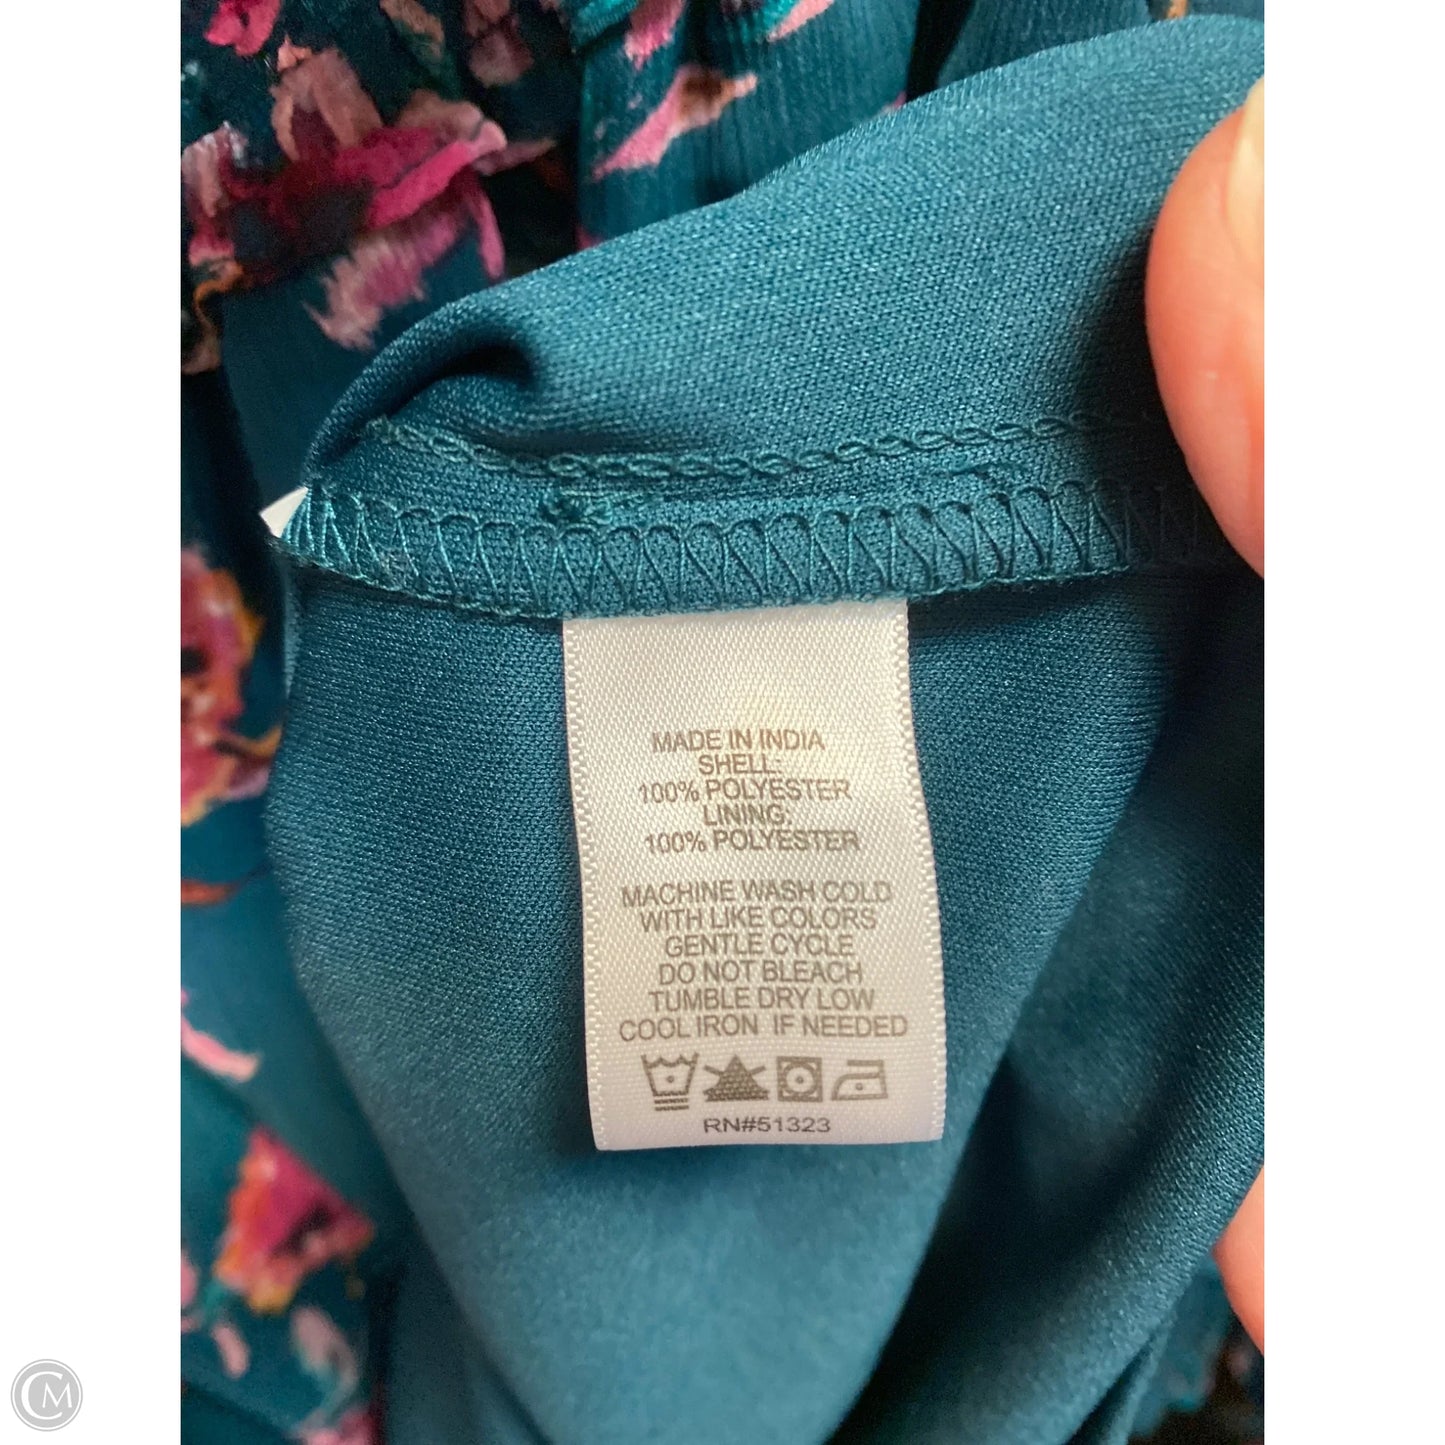 MADE IN INDIA
SHELL:
100% POLYESTER
LINING:
100% POLYESTER
MACHINE WASH COLD
WITH LIKE COLORS
GENTLE CYCLE
DO NOT BLEACH
TUMBLE DRY LOW
COOL IRON IF NEEDED
RN#51323
CM